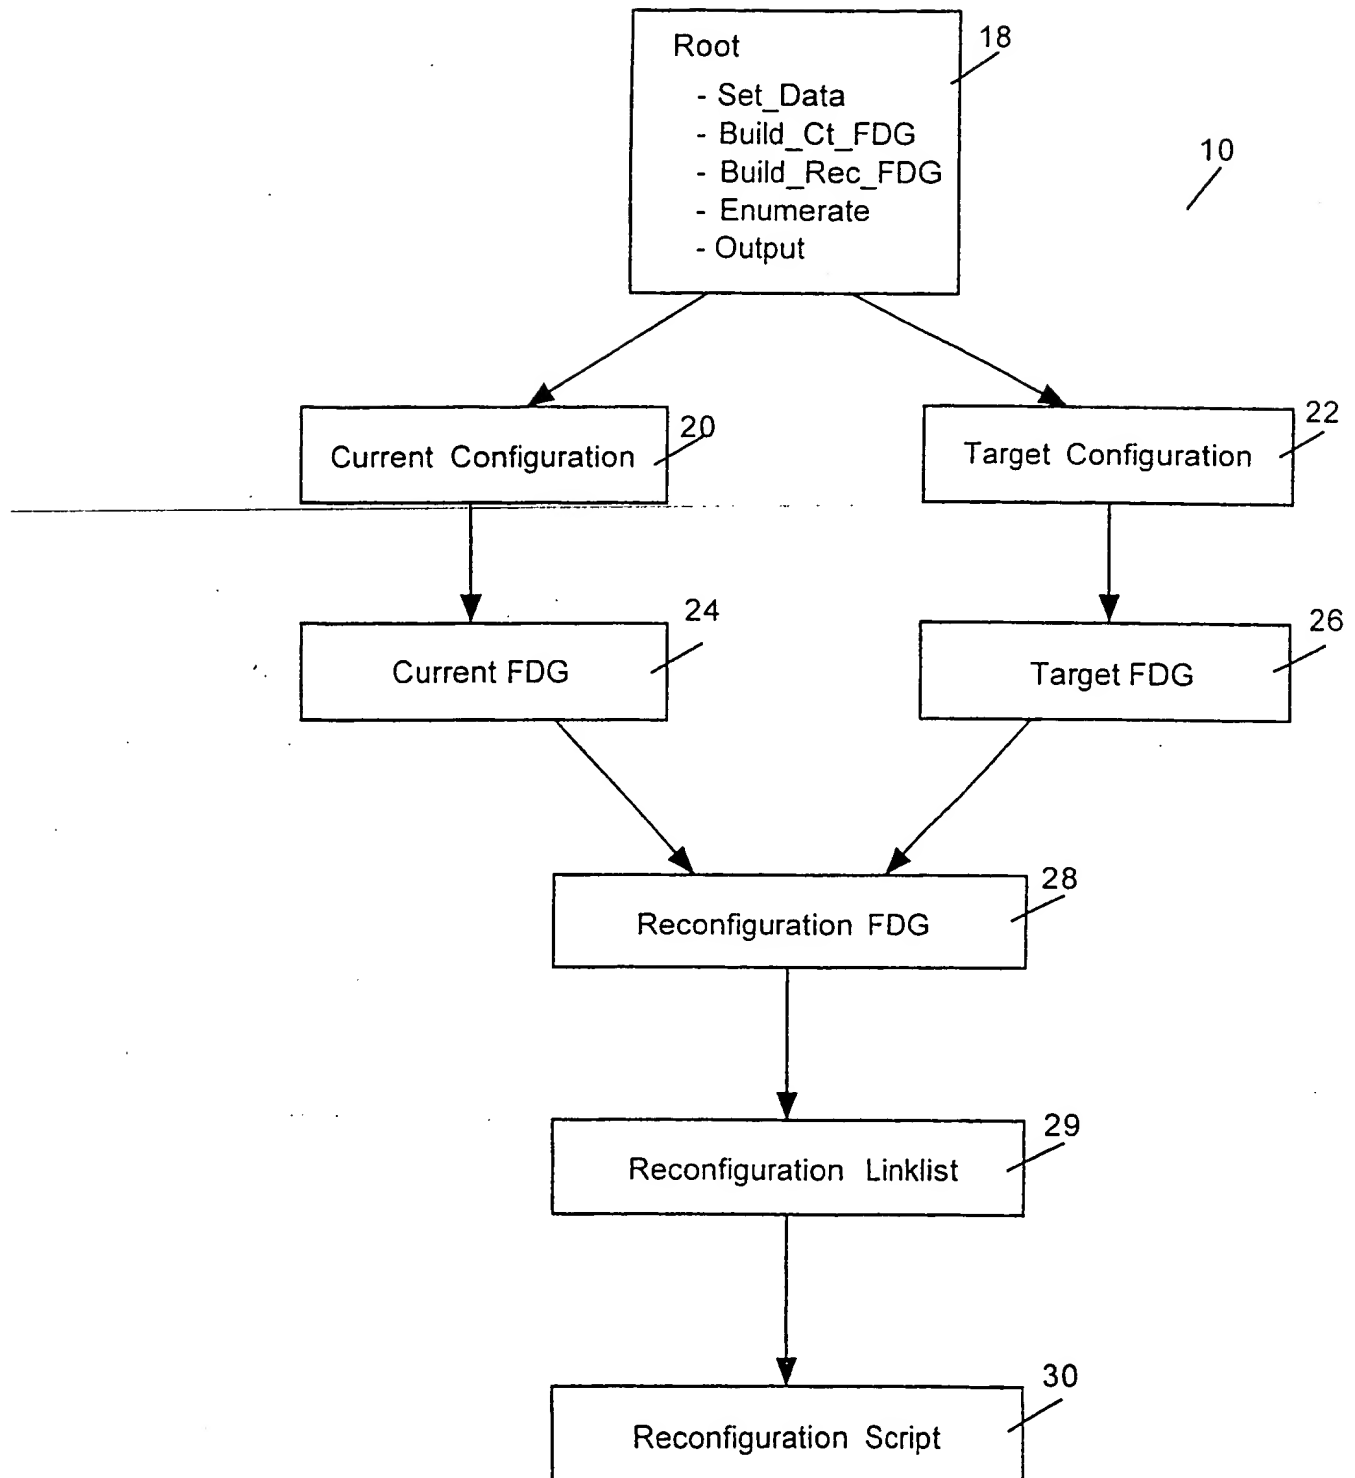 Root
- Set_Data
- Build_Ct_FDG
- Build_Rec_FDG
- Enumerate
- Output
18
10
Current Configuration
20
Target Configuration
22
Current FDG
24
Target FDG
26
Reconfiguration FDG
28
Reconfiguration Linklist
29
Reconfiguration Script
30